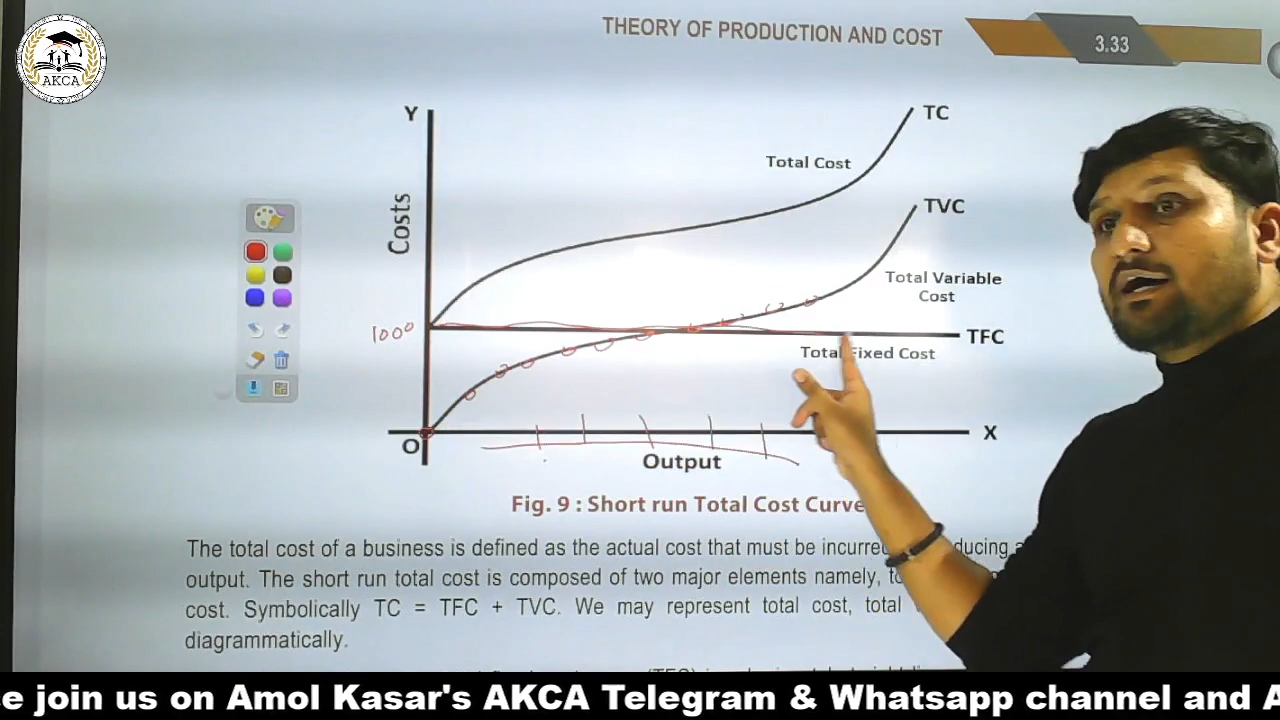 THEORY OF PRODUCTION AND COST
3.33
AKCA
Y
TC
Total Cost
TVC
Costs
Total Variable
Cost
1000
TFC
Total Fixed Cost
O
X
Output
Fig. 9 : Short run Total Cost Curve
The total cost of a business is defined as the actual cost that must be incurred
output. The short run total cost is composed of two major elements namely,
cost. Symbolically TC = TFC + TVC. We may represent total cost, total
diagrammatically.
join us on Amol Kasar's AKCA Telegram & Whatsapp channel and